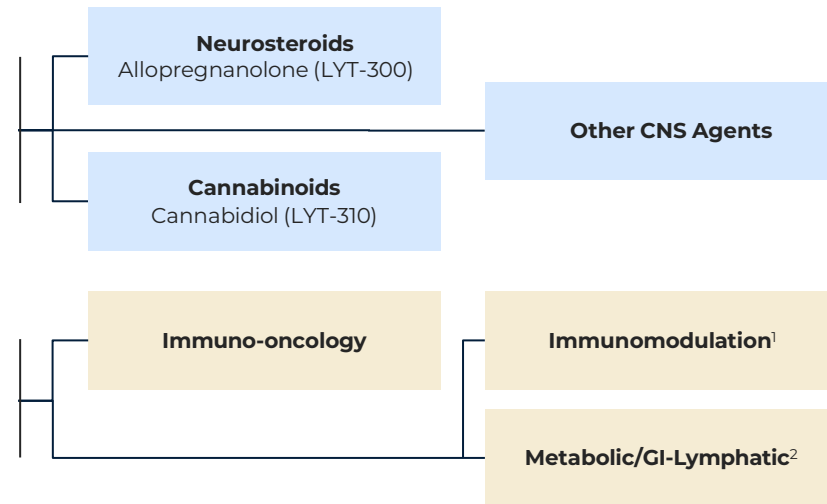 Neurosteroids
Allopregnanolone (LYT-300)
Other CNS Agents
Cannabinoids
Cannabidiol (LYT-310)
Immuno-oncology
Immunomodulation¹
Metabolic/GI-Lymphatic²